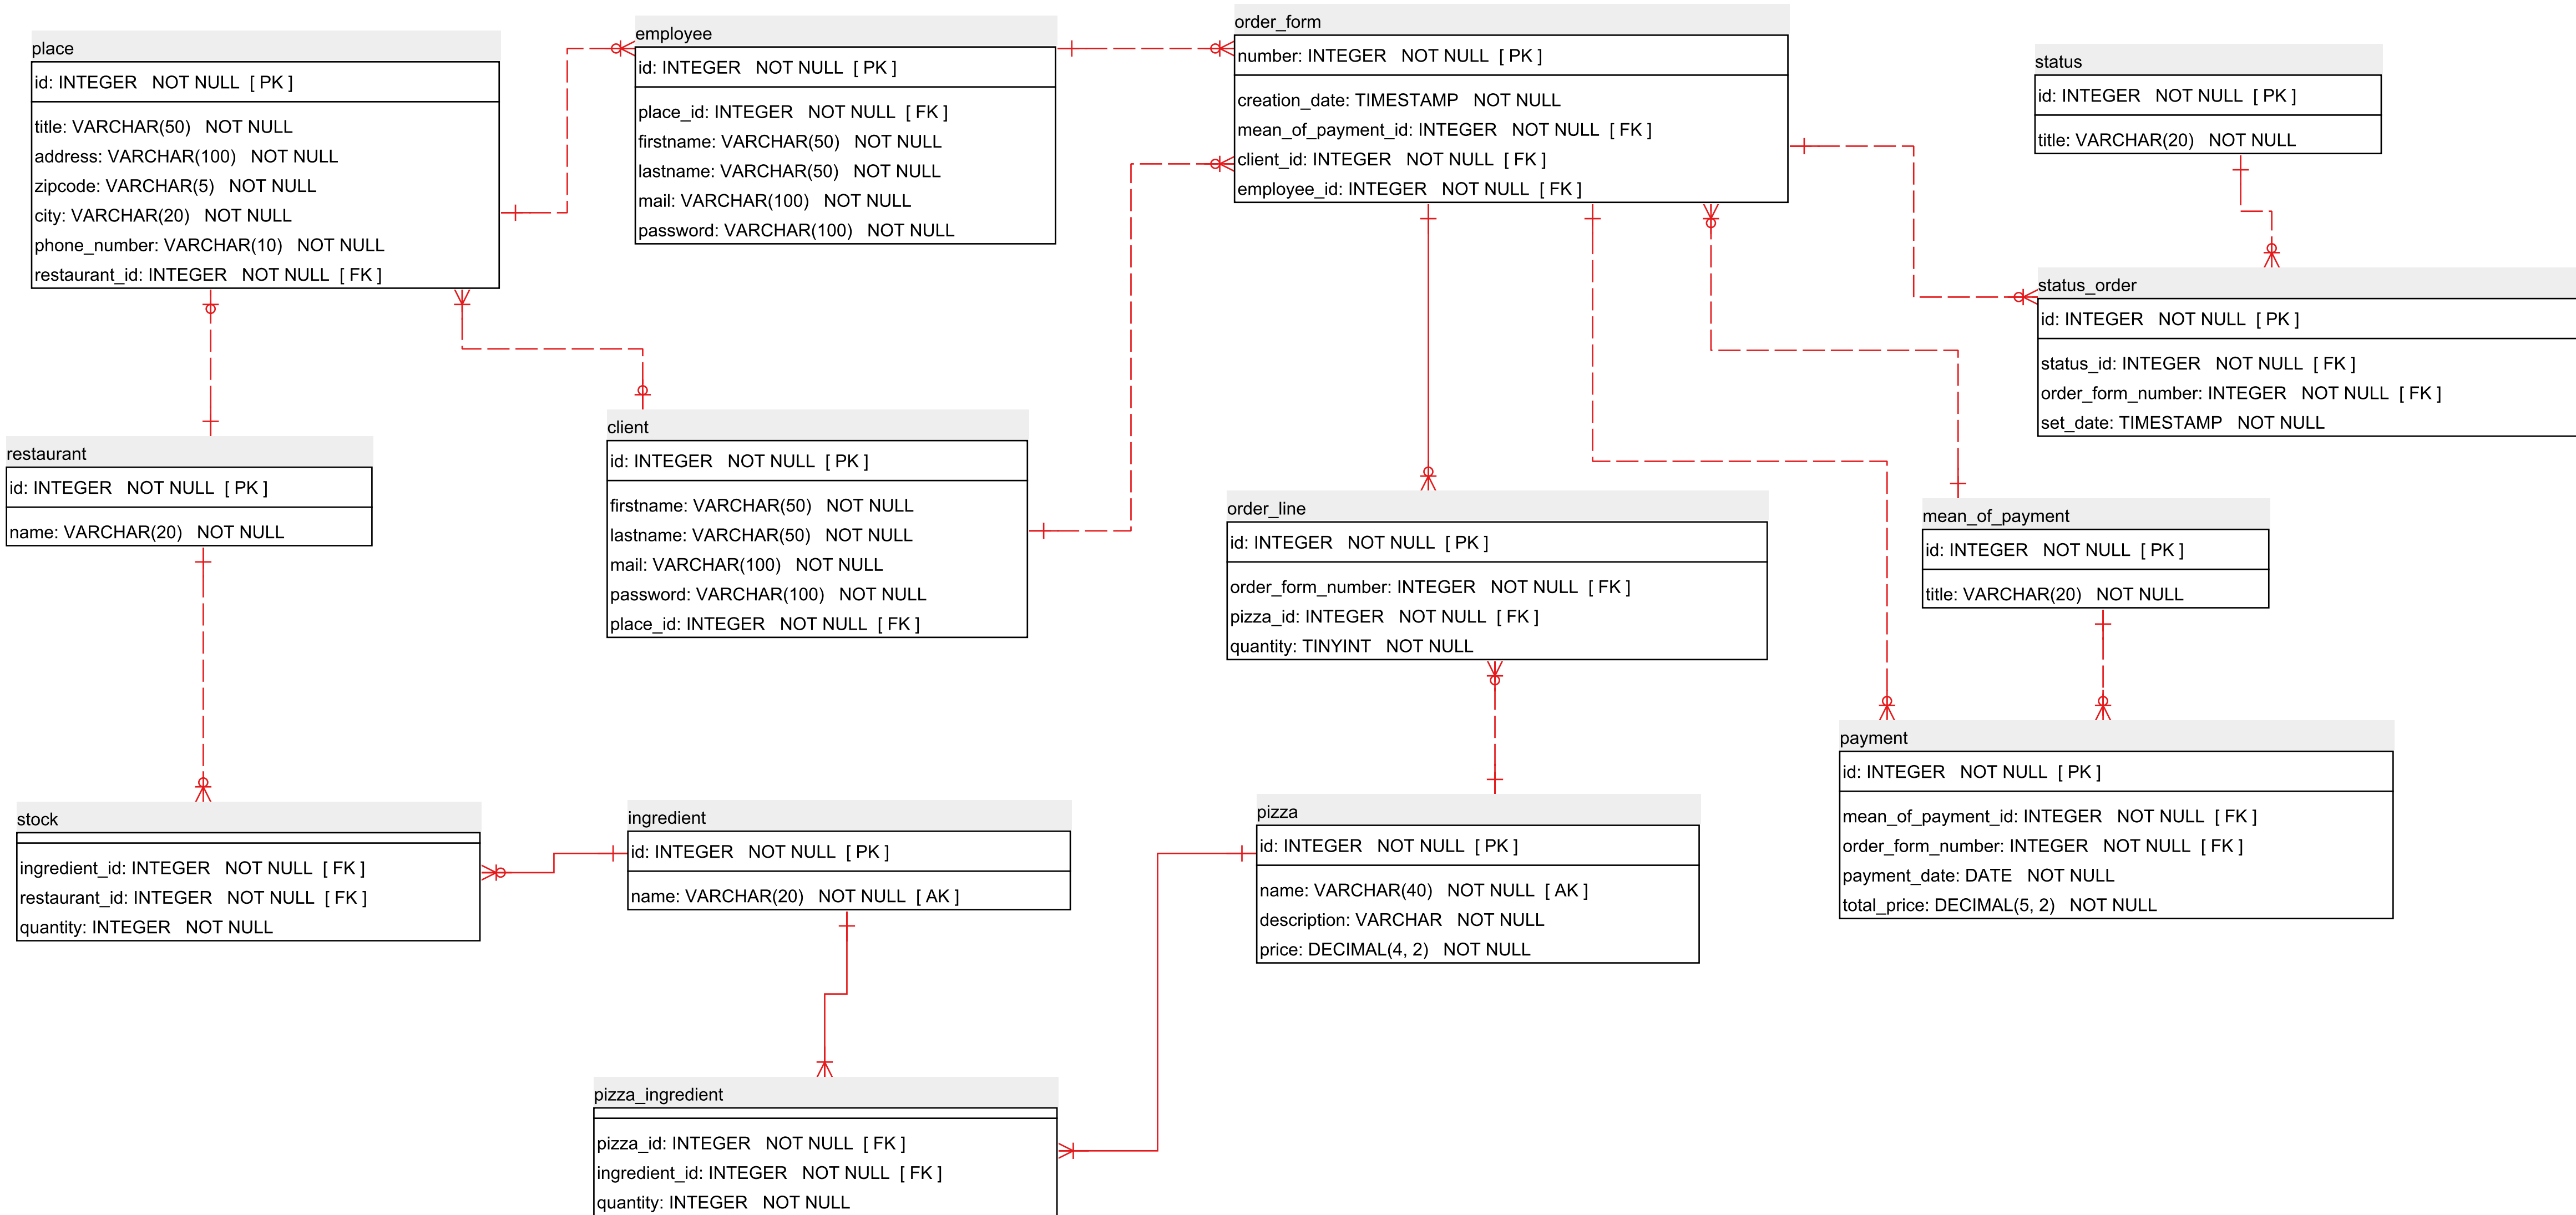 place
id: INTEGER NOT NULL [ PK ]
title: VARCHAR(50) NOT NULL
address: VARCHAR(100) NOT NULL
zipcode: VARCHAR(5) NOT NULL
city: VARCHAR(20) NOT NULL
phone_number: VARCHAR(10) NOT NULL
restaurant_id: INTEGER NOT NULL [ FK ]
employee
id: INTEGER NOT NULL [ PK ]
place_id: INTEGER NOT NULL [ FK ]
firstname: VARCHAR(50) NOT NULL
lastname: VARCHAR(50) NOT NULL
mail: VARCHAR(100) NOT NULL
password: VARCHAR(100) NOT NULL
order_form
number: INTEGER NOT NULL [ PK ]
creation_date: TIMESTAMP NOT NULL
mean_of_payment_id: INTEGER NOT NULL [ FK ]
client_id: INTEGER NOT NULL [ FK ]
employee_id: INTEGER NOT NULL [ FK ]
status
id: INTEGER NOT NULL [ PK ]
title: VARCHAR(20) NOT NULL
status_order
id: INTEGER NOT NULL [ PK ]
status_id: INTEGER NOT NULL [ FK ]
order_form_number: INTEGER NOT NULL [ FK ]
set_date: TIMESTAMP NOT NULL
restaurant
id: INTEGER NOT NULL [ PK ]
name: VARCHAR(20) NOT NULL
client
id: INTEGER NOT NULL [ PK ]
firstname: VARCHAR(50) NOT NULL
lastname: VARCHAR(50) NOT NULL
mail: VARCHAR(100) NOT NULL
password: VARCHAR(100) NOT NULL
place_id: INTEGER NOT NULL [ FK ]
order_line
id: INTEGER NOT NULL [ PK ]
order_form_number: INTEGER NOT NULL [ FK ]
pizza_id: INTEGER NOT NULL [ FK ]
quantity: TINYINT NOT NULL
mean_of_payment
id: INTEGER NOT NULL [ PK ]
title: VARCHAR(20) NOT NULL
payment
id: INTEGER NOT NULL [ PK ]
mean_of_payment_id: INTEGER NOT NULL [ FK ]
order_form_number: INTEGER NOT NULL [ FK ]
payment_date: DATE NOT NULL
total_price: DECIMAL(5, 2) NOT NULL
stock
ingredient_id: INTEGER NOT NULL [ FK ]
restaurant_id: INTEGER NOT NULL [ FK ]
quantity: INTEGER NOT NULL
ingredient
id: INTEGER NOT NULL [ PK ]
name: VARCHAR(20) NOT NULL [ AK ]
pizza
id: INTEGER NOT NULL [ PK ]
name: VARCHAR(40) NOT NULL [ AK ]
description: VARCHAR NOT NULL
price: DECIMAL(4, 2) NOT NULL
pizza_ingredient
pizza_id: INTEGER NOT NULL [ FK ]
ingredient_id: INTEGER NOT NULL [ FK ]
quantity: INTEGER NOT NULL